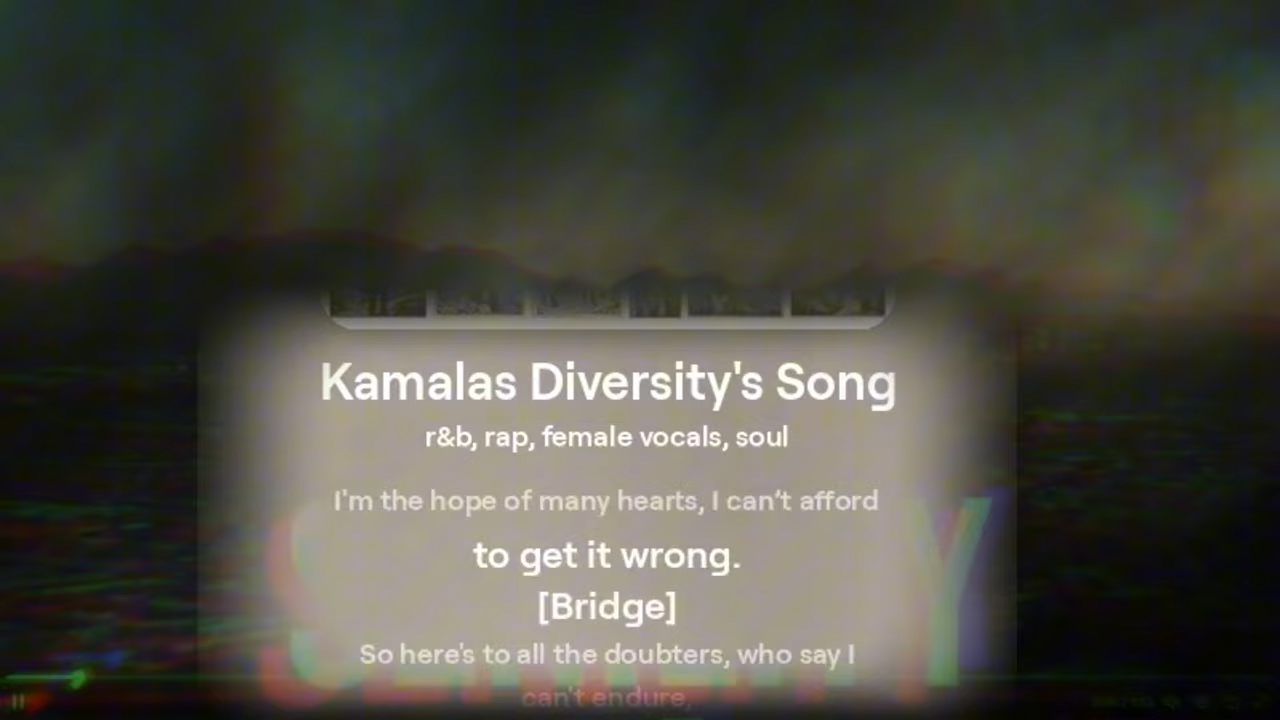 Kamalas Diversity's Song
r&b, rap, female vocals, soul
I'm the hope of many hearts, I can’t afford
to get it wrong.
[Bridge]
So here's to all the doubters, who say I
can't endure,